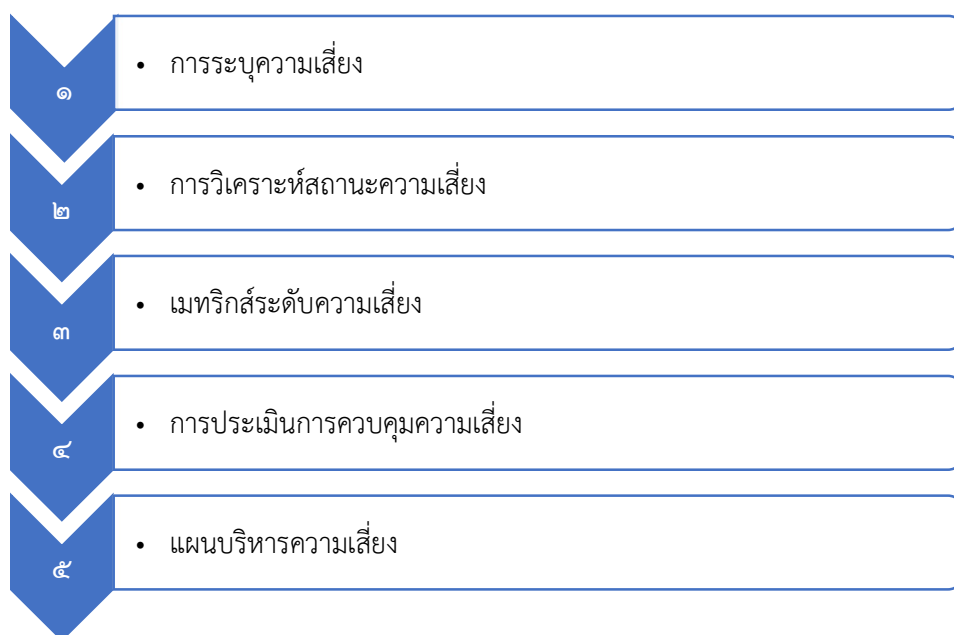 ๑
• การระบุความเสี่ยง
๒
• การวิเคราะห์สถานะความเสี่ยง
๓
• เมทริกส์ระดับความเสี่ยง
๔
• การประเมินการควบคุมความเสี่ยง
๕
• แผนบริหารความเสี่ยง